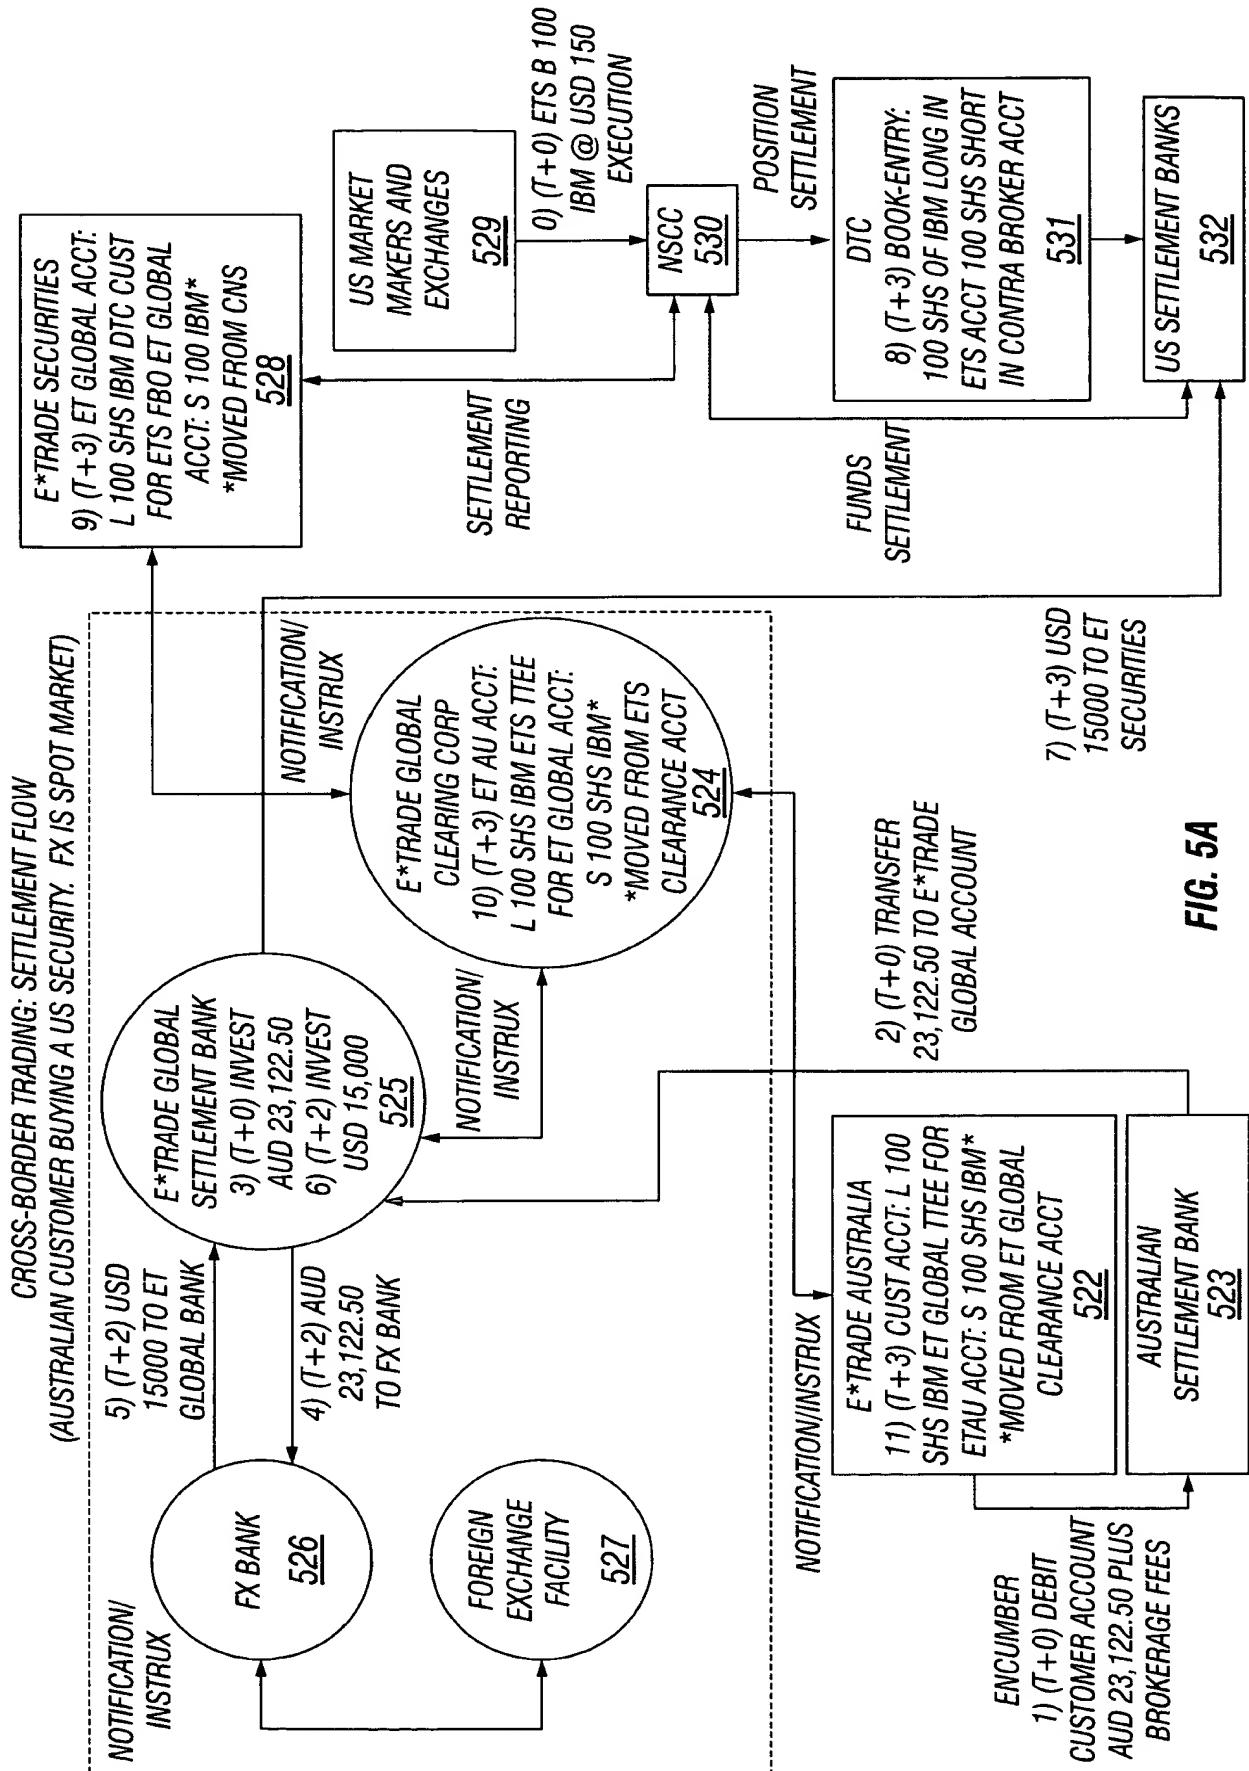 CROSS-BORDER TRADING: SETTLEMENT FLOW
(AUSTRALIAN CUSTOMER BUYING A US SECURITY. FX IS SPOT MARKET)
NOTIFICATION/
INSTRUX
FX BANK
526
FOREIGN
EXCHANGE
FACILITY
527
5) (T+2) USD
15000 TO ET
GLOBAL BANK
4) (T+2) AUD
23,122.50
TO FX BANK
E*TRADE GLOBAL
SETTLEMENT BANK
3) (T+0) INVEST
AUD 23,122.50
6) (T+2) INVEST
USD 15,000
525
NOTIFICATION/
INSTRUX
E*TRADE GLOBAL
CLEARING CORP
10) (T+3) ET AU ACCT:
L 100 SHS IBM ETS TTEE
FOR ET GLOBAL ACCT:
S 100 SHS IBM*
*MOVED FROM ETS
CLEARANCE ACCT
524
NOTIFICATION/
INSTRUX
E*TRADE SECURITIES
9) (T+3) ET GLOBAL ACCT:
L 100 SHS IBM DTC CUST
FOR ETS FBO ET GLOBAL
ACCT: S 100 IBM*
*MOVED FROM CNS
528
US MARKET
MAKERS AND
EXCHANGES
529
0) (T+0) ETS B 100
IBM @ USD 150
EXECUTION
SETTLEMENT
REPORTING
NSCC
530
POSITION
SETTLEMENT
FUNDS
SETTLEMENT
DTC
8) (T+3) BOOK-ENTRY:
100 SHS OF IBM LONG IN
ETS ACCT 100 SHS SHORT
IN CONTRA BROKER ACCT
531
US SETTLEMENT BANKS
532
7) (T+3) USD
15000 TO ET
SECURITIES
2) (T+0) TRANSFER
23,122.50 TO E*TRADE
GLOBAL ACCOUNT
NOTIFICATION/INSTRUX
E*TRADE AUSTRALIA
11) (T+3) CUST ACCT: L 100
SHS IBM ET GLOBAL TTEE FOR
ETAU ACCT: S 100 SHS IBM*
*MOVED FROM ET GLOBAL
CLEARANCE ACCT
522
AUSTRALIAN
SETTLEMENT BANK
523
ENCUMBER
1) (T+0) DEBIT
CUSTOMER ACCOUNT
AUD 23,122.50 PLUS
BROKERAGE FEES
FIG. 5A